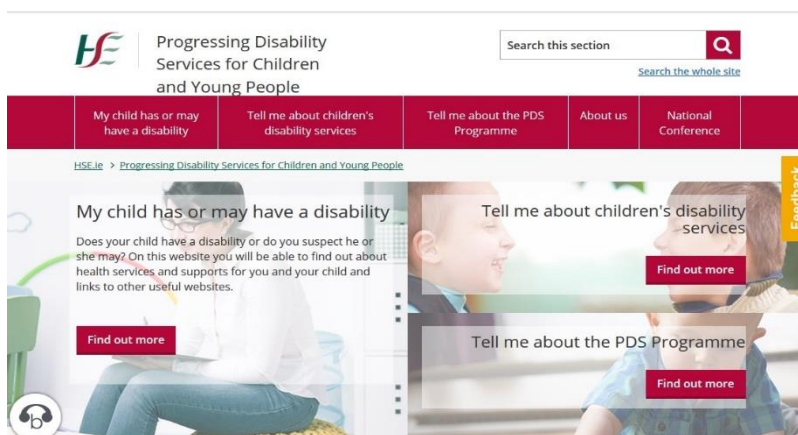 HSE
Progressing Disability
Services for Children
and Young People
Search this section
Search the whole site
My child has or may
have a disability
Tell me about children's
disability services
Tell me about the PDS
Programme
About us
National
Conference
HSE.ie > Progressing Disability Services for Children and Young People
Feedback
My child has or may have a disability
Does your child have a disability or do you suspect he or
she may? On this website you will be able to find out about
health services and supports for you and your child and
links to other useful websites.
Find out more
Tell me about children's disability
services
Find out more
Tell me about the PDS Programme
Find out more
b